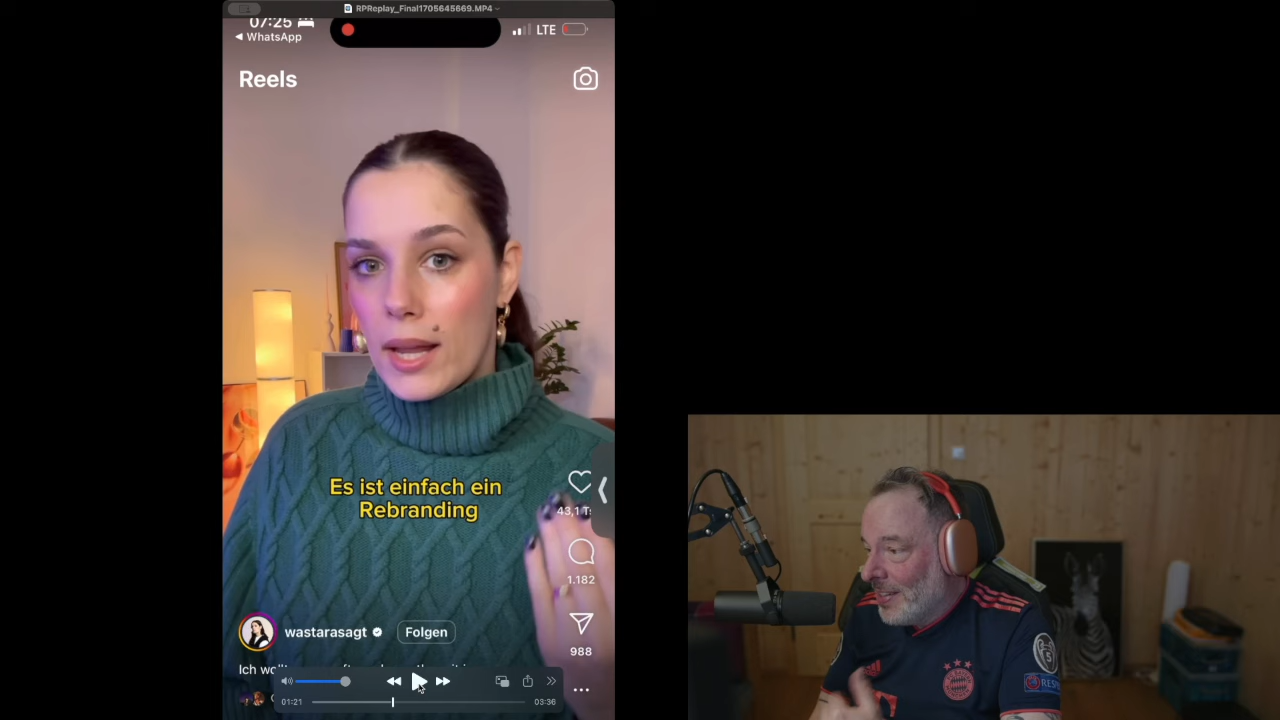 RPReplay_Final1705645669.MP4
07:25
WhatsApp
LTE
Reels
Es ist einfach ein
Rebranding
43,1
1.182
wastarasagt
Folgen
988
01:21
03:36